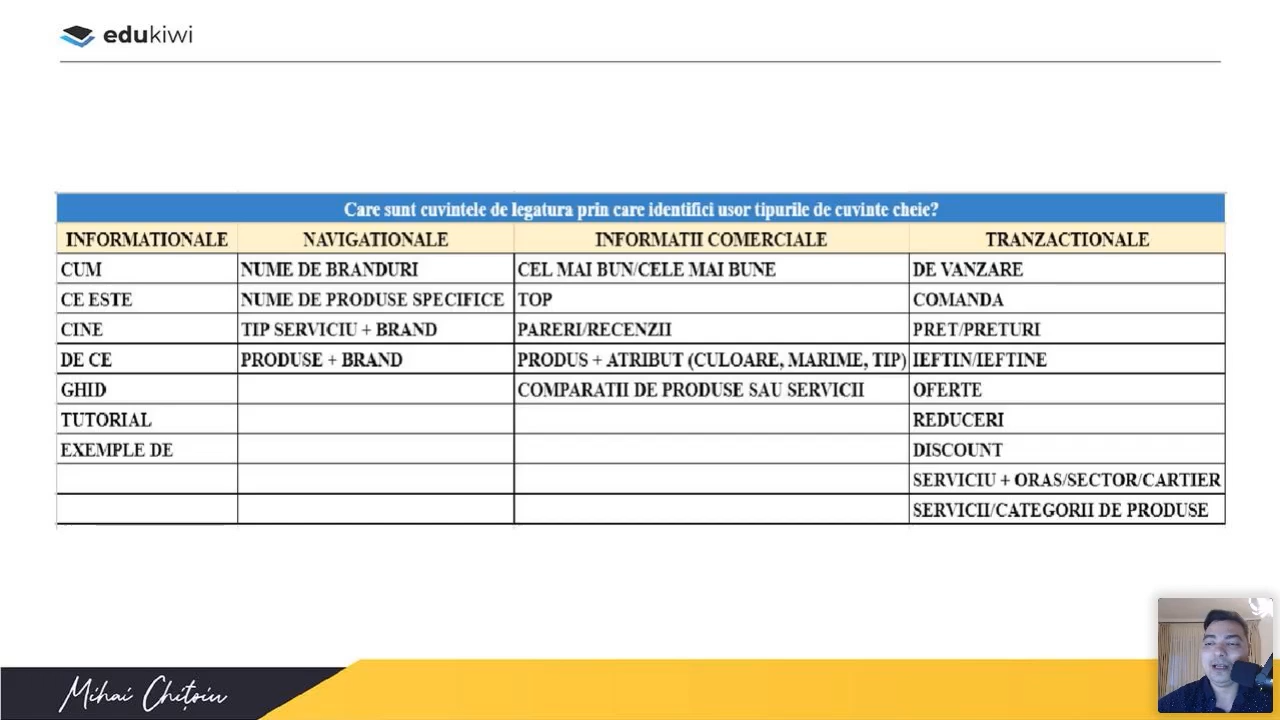 edukiwi
Care sunt cuvintele de legatura prin care identifici usor tipurile de cuvinte cheie?
INFORMATIONALE NAVIGATIONALE INFORMATII COMERCIALE TRANZACTIONALE
CUM NUME DE BRANDURI CEL MAI BUN/CELE MAI BUNE DE VANZARE
CE ESTE NUME DE PRODUSE SPECIFICE TOP COMANDA
CINE TIP SERVICIU + BRAND PARERI/RECENZII PRET/PRETURI
DE CE PRODUSE + BRAND PRODUS + ATRIBUT (CULOARE, MARIME, TIP) IEFTIN/IEFTINE
GHID COMPARATII DE PRODUSE SAU SERVICII OFERTE
TUTORIAL REDUCERI
EXEMPLE DE DISCOUNT
SERVICIU + ORAS/SECTOR/CARTIER
SERVICII/CATEGORII DE PRODUSE
Mihai Chițoiu